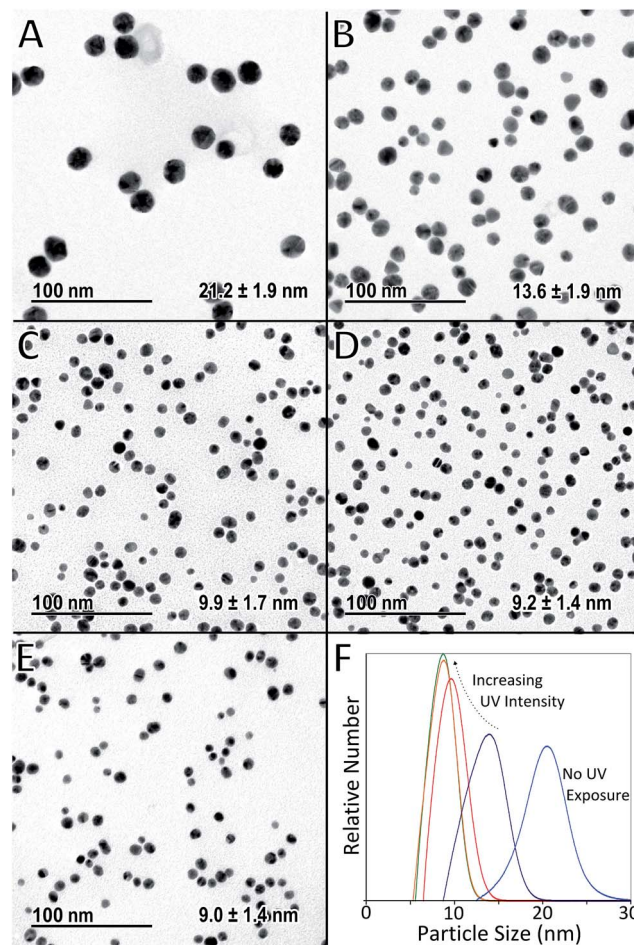 A
100 nm
21.2 ± 1.9 nm
B
100 nm
13.6 ± 1.9 nm
C
100 nm
9.9 ± 1.7 nm
D
100 nm
9.2 ± 1.4 nm
E
100 nm
9.0 ± 1.4 nm
F
Increasing
UV Intensity
No UV
Exposure
Relative Number
0 10 20 30
Particle Size (nm)